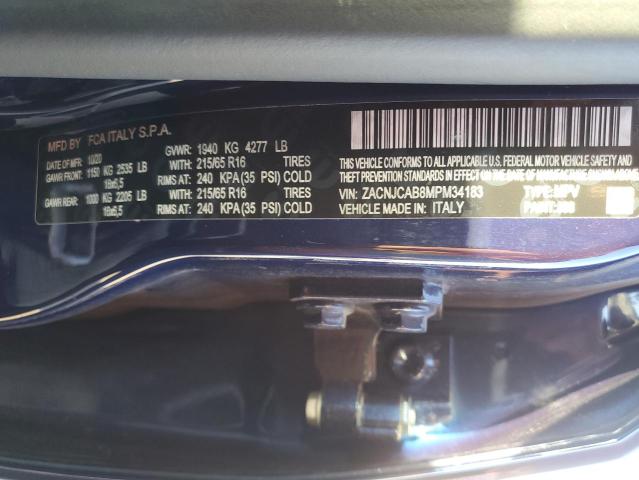 MFD BY FCA ITALY S.P.A.
DATE OF MFR: 10/20 GVWR: 1940 KG 4277 LB
GAWR FRONT: 1150 KG 2535 LB WITH: 215/65 R16 TIRES
16x6,5 RIMS AT: 240 KPA (35 PSI) COLD
GAWR REAR: 1000 KG 2205 LB WITH: 215/65 R16 TIRES
16x6,5 RIMS AT: 240 KPA (35 PSI) COLD
THIS VEHICLE CONFORMS TO ALL APPLICABLE
U.S. FEDERAL MOTOR VEHICLE SAFETY AND
THEFT PREVENTION STANDARDS IN EFFECT ON THE
DATE OF MANUFACTURE SHOWN ABOVE
VIN: ZACNJCAB8MPM34183 TYPE: MPV
VEHICLE MADE IN: ITALY PAINT: